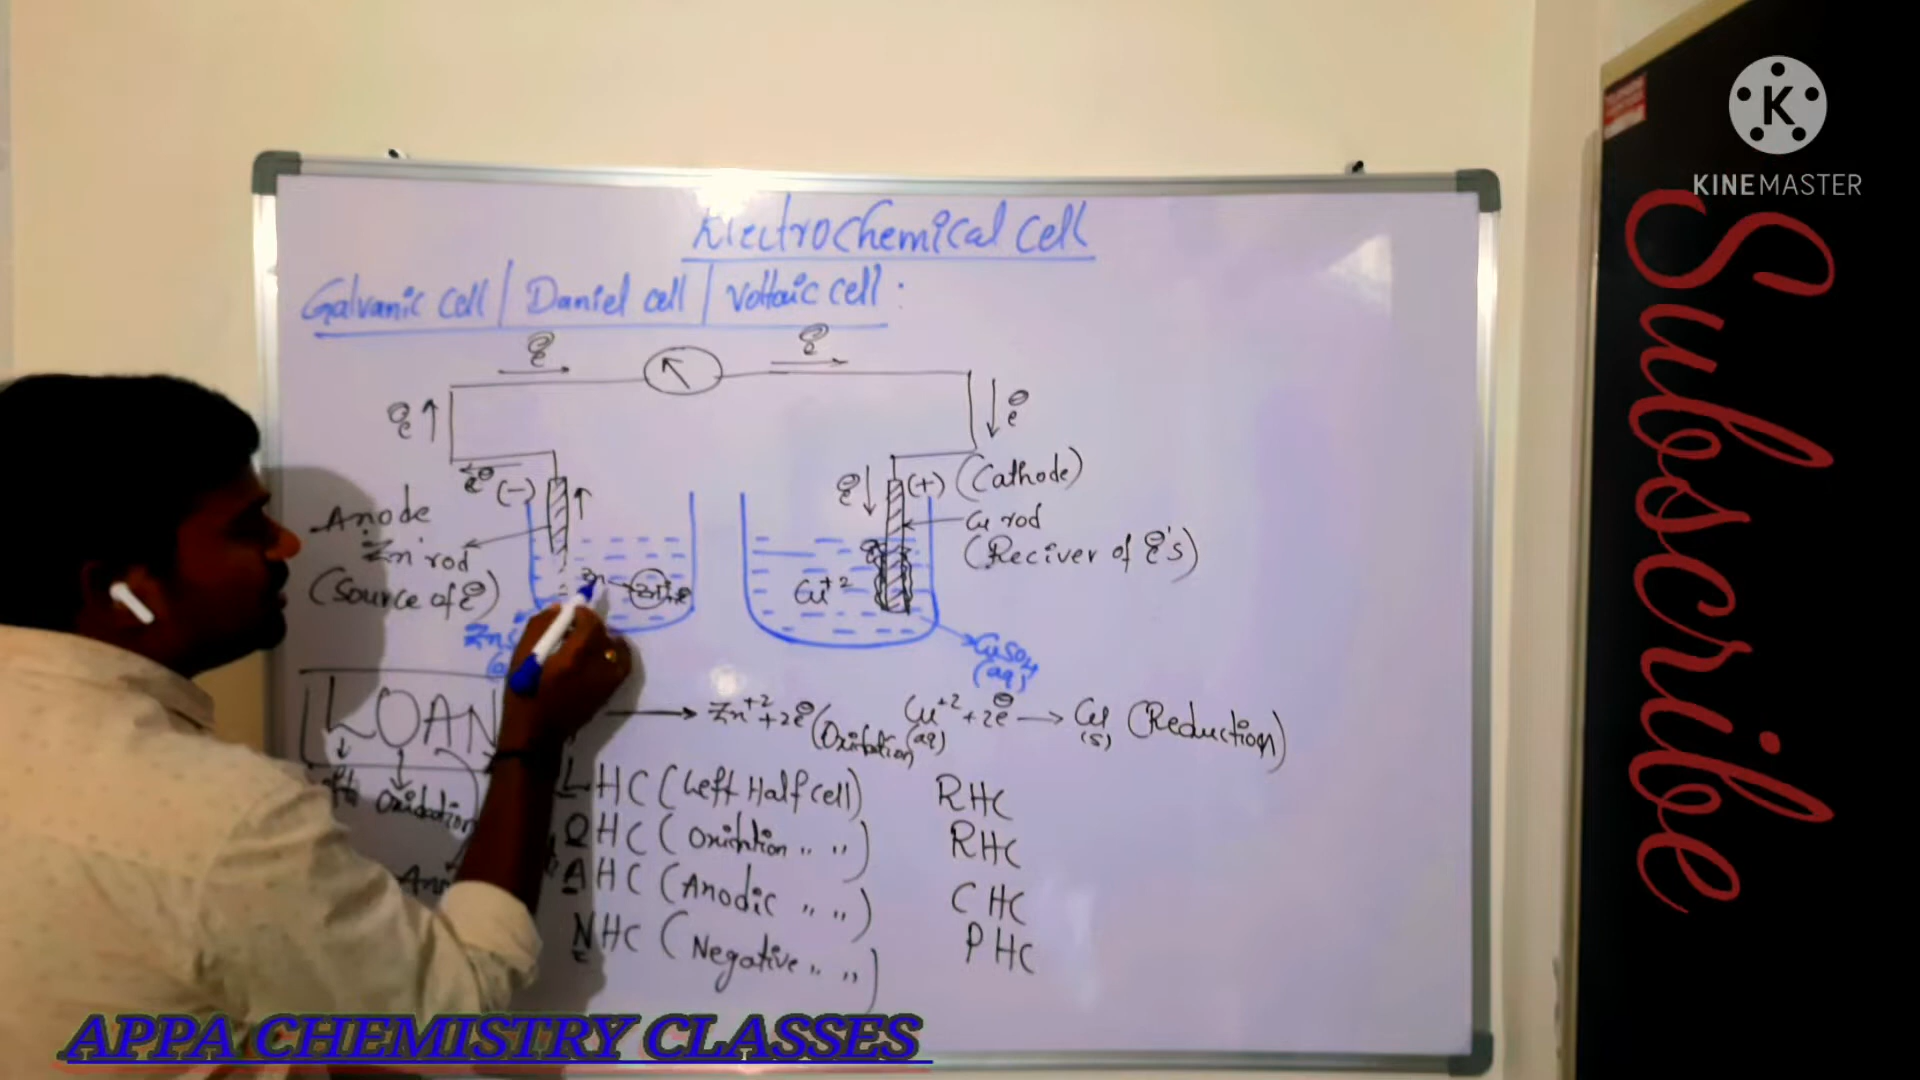 KINEMASTER
Subscribe
Electrochemical Cell
Galvanic Cell / Daniel cell / Voltaic cell :
e⊖ e⊖
e⊖ e⊖
e⊖ (-) e⊖ (+) (Cathode)
Anode Cu rod
Zn rod (Reciver of e⊖'s)
(Source of e⊖) Zn Cu+2
CuSO4
(aq)
LOAN Zn+2 + 2e⊖ (Oxidation) Cu+2 + 2e⊖ → Cu (Reduction)
(aq) (s)
Oxidation
LHC (Left Half cell) RHC
OHC (Oxidation " ") RHC
AHC (Anodic " ") CHC
NHC (Negative " ") PHC
APPA CHEMISTRY CLASSES